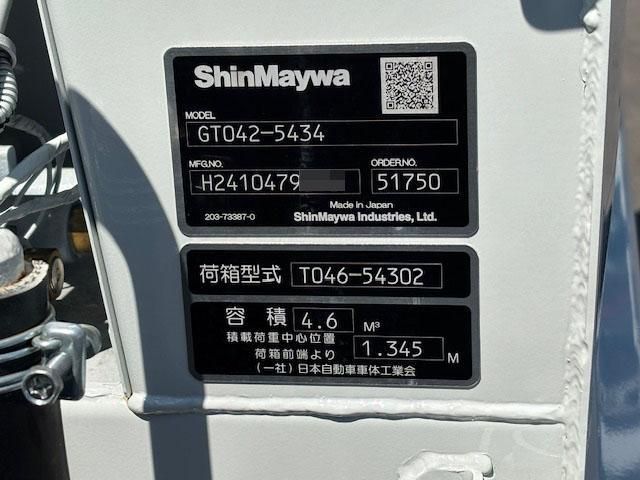 ShinMaywa
MODEL
GT042-5434
MFG.NO. ORDER NO.
H2410479 51750
Made in Japan
203-73387-0 ShinMaywa Industries, Ltd.
荷箱型式 T046-54302
容 積 4.6 M³
積載荷重中心位置
荷箱前端より 1.345 M
(一社)日本自動車車体工業会